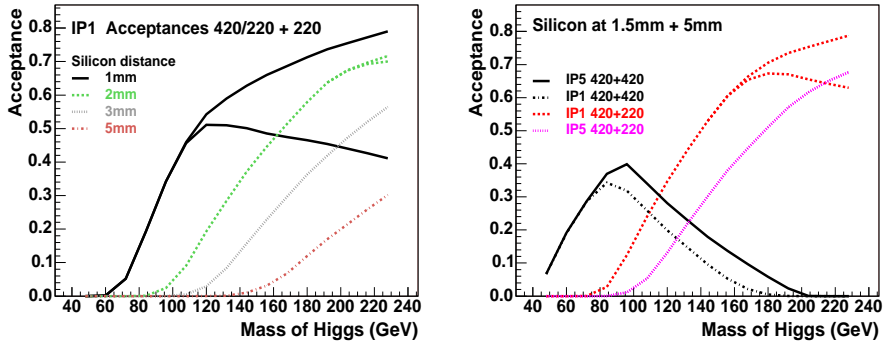 IP1 Acceptances 420/220 + 220
Silicon distance
1mm
2mm
3mm
5mm
Acceptance
0.8
0.7
0.6
0.5
0.4
0.3
0.2
0.1
0.0
40 60 80 100 120 140 160 180 200 220 240
Mass of Higgs (GeV)
Silicon at 1.5mm + 5mm
IP5 420+420
IP1 420+420
IP1 420+220
IP5 420+220
Acceptance
0.8
0.7
0.6
0.5
0.4
0.3
0.2
0.1
0.0
40 60 80 100 120 140 160 180 200 220 240
Mass of Higgs (GeV)